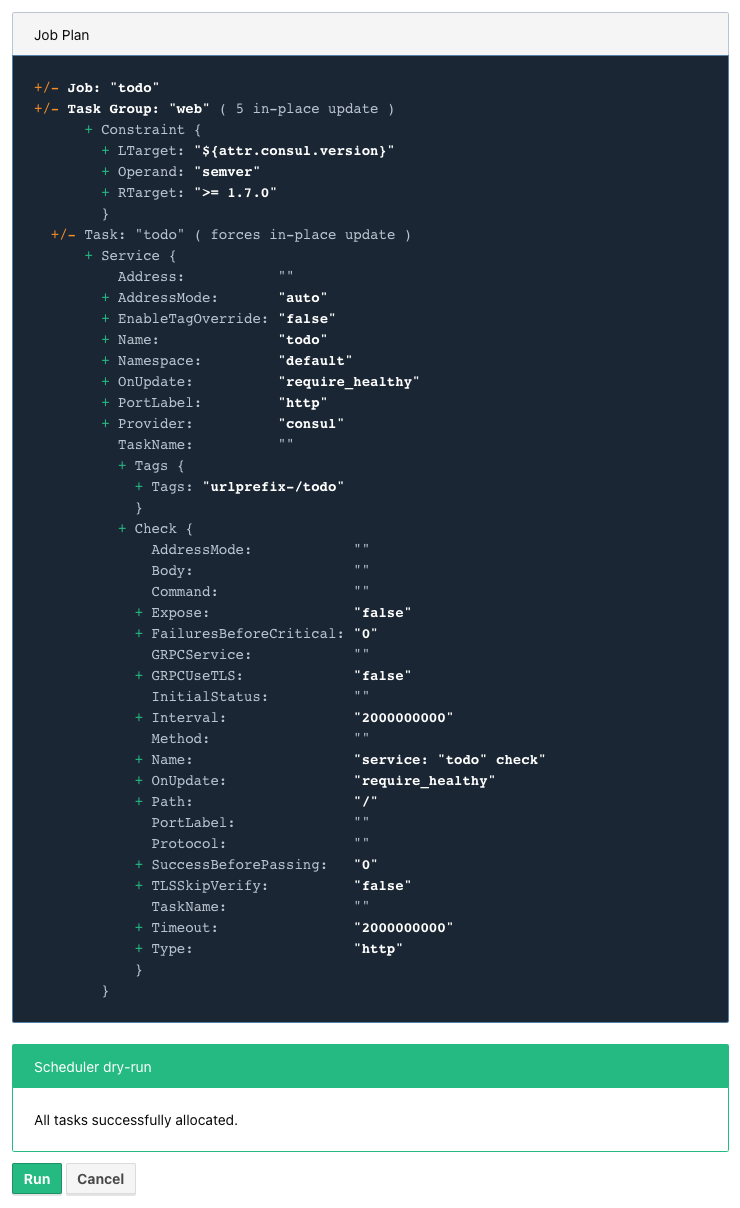 Job Plan
+/- Job: "todo"
+/- Task Group: "web" ( 5 in-place update )
+ Constraint {
+ LTarget: "${attr.consul.version}"
+ Operand: "semver"
+ RTarget: ">= 1.7.0"
}
+/- Task: "todo" ( forces in-place update )
+ Service {
Address: ""
+ AddressMode: "auto"
+ EnableTagOverride: "false"
+ Name: "todo"
+ Namespace: "default"
+ OnUpdate: "require_healthy"
+ PortLabel: "http"
+ Provider: "consul"
TaskName: ""
+ Tags {
+ Tags: "urlprefix-/todo"
}
+ Check {
AddressMode: ""
Body: ""
Command: ""
+ Expose: "false"
+ FailuresBeforeCritical: "0"
GRPCService: ""
+ GRPCUseTLS: "false"
InitialStatus: ""
+ Interval: "2000000000"
Method: ""
+ Name: "service: "todo" check"
+ OnUpdate: "require_healthy"
+ Path: "/"
PortLabel: ""
Protocol: ""
+ SuccessBeforePassing: "0"
+ TLSSkipVerify: "false"
TaskName: ""
+ Timeout: "2000000000"
+ Type: "http"
}
}
Scheduler dry-run
All tasks successfully allocated.
Run Cancel